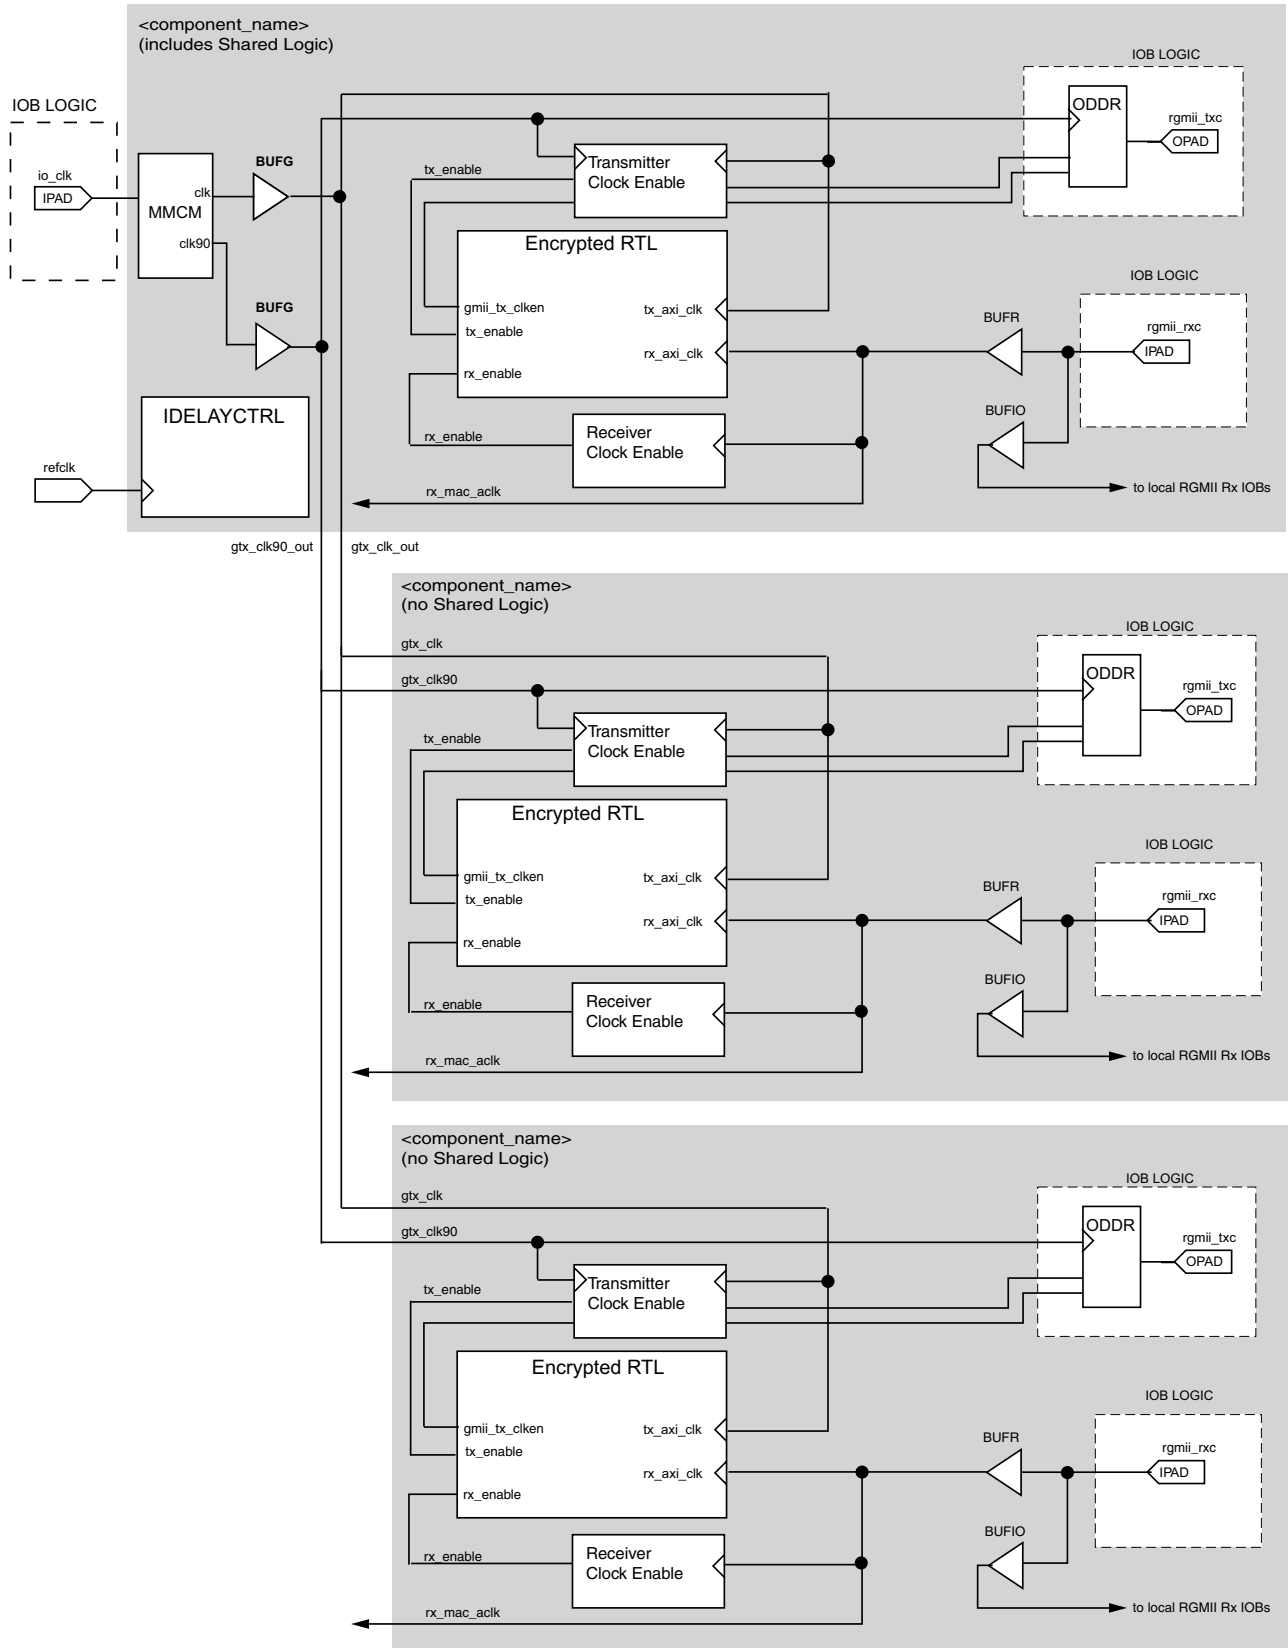 <component_name>
(includes Shared Logic)
IOB LOGIC
IOB LOGIC
ODDR
rgmii_txc
OPAD
BUFG
tx_enable
Transmitter
Clock Enable
io_clk
IPAD
clk
MMCM
clk90
Encrypted RTL
IOB LOGIC
BUFG
gmii_tx_clken
tx_axi_clk
BUFR
rgmii_rxc
tx_enable
rx_axi_clk
IPAD
rx_enable
IDELAYCTRL
BUFIO
rx_enable
Receiver
Clock Enable
refclk
rx_mac_aclk
to local RGMII Rx IOBs
gtx_clk90_out
gtx_clk_out
<component_name>
(no Shared Logic)
IOB LOGIC
gtx_clk
ODDR
gtx_clk90
rgmii_txc
OPAD
tx_enable
Transmitter
Clock Enable
Encrypted RTL
IOB LOGIC
gmii_tx_clken
tx_axi_clk
BUFR
rgmii_rxc
tx_enable
rx_axi_clk
IPAD
rx_enable
BUFIO
rx_enable
Receiver
Clock Enable
rx_mac_aclk
to local RGMII Rx IOBs
<component_name>
(no Shared Logic)
IOB LOGIC
gtx_clk
ODDR
gtx_clk90
rgmii_txc
OPAD
tx_enable
Transmitter
Clock Enable
Encrypted RTL
IOB LOGIC
gmii_tx_clken
tx_axi_clk
BUFR
rgmii_rxc
tx_enable
rx_axi_clk
IPAD
rx_enable
BUFIO
rx_enable
Receiver
Clock Enable
rx_mac_aclk
to local RGMII Rx IOBs